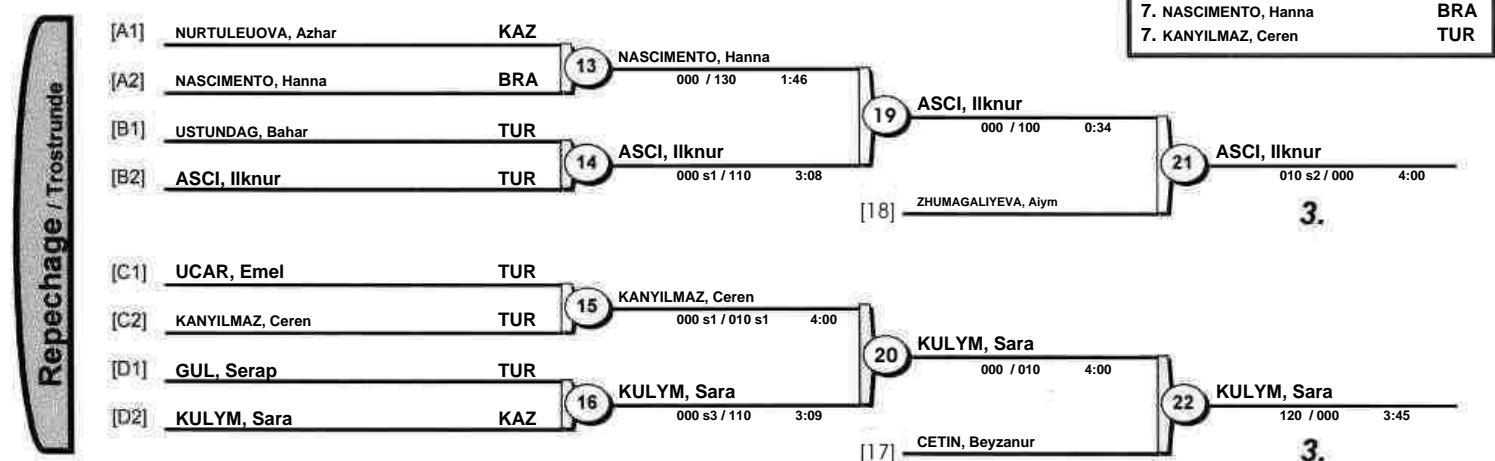 7. NASCIMENTO, Hanna BRA
7. KANYILMAZ, Ceren TUR
Repechage / Trostrunde
[A1] NURTULEUOVA, Azhar KAZ
13 NASCIMENTO, Hanna
000 / 130 1:46
[A2] NASCIMENTO, Hanna BRA
19 ASCI, Ilknur
000 / 100 0:34
[B1] USTUNDAG, Bahar TUR
14 ASCI, Ilknur
000 s1 / 110 3:08
[B2] ASCI, Ilknur TUR
21 ASCI, Ilknur
010 s2 / 000 4:00
[18] ZHUMAGALIYEVA, Aiym
3.
[C1] UCAR, Emel TUR
15 KANYILMAZ, Ceren
000 s1 / 010 s1 4:00
[C2] KANYILMAZ, Ceren TUR
20 KULYM, Sara
000 / 010 4:00
[D1] GUL, Serap TUR
16 KULYM, Sara
000 s3 / 110 3:09
[D2] KULYM, Sara KAZ
22 KULYM, Sara
120 / 000 3:45
[17] CETIN, Beyzanur
3.